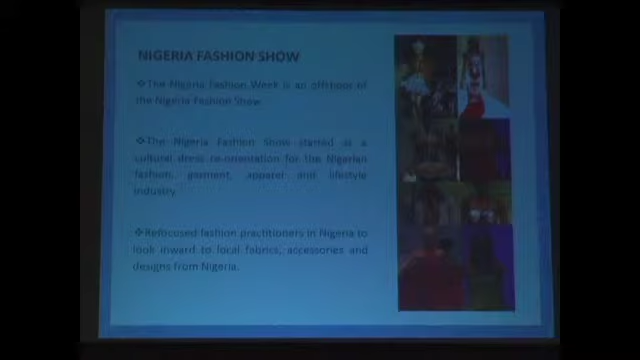 NIGERIA FASHION SHOW
❖The Nigeria Fashion Week is an offshoot of
the Nigeria Fashion Show.
❖The Nigeria Fashion Show started as a
cultural dress re-orientation for the Nigerian
fashion, garment, apparel and lifestyle
industry.
❖Refocused fashion practitioners in Nigeria to
look inward to local fabrics, accessories and
designs from Nigeria.